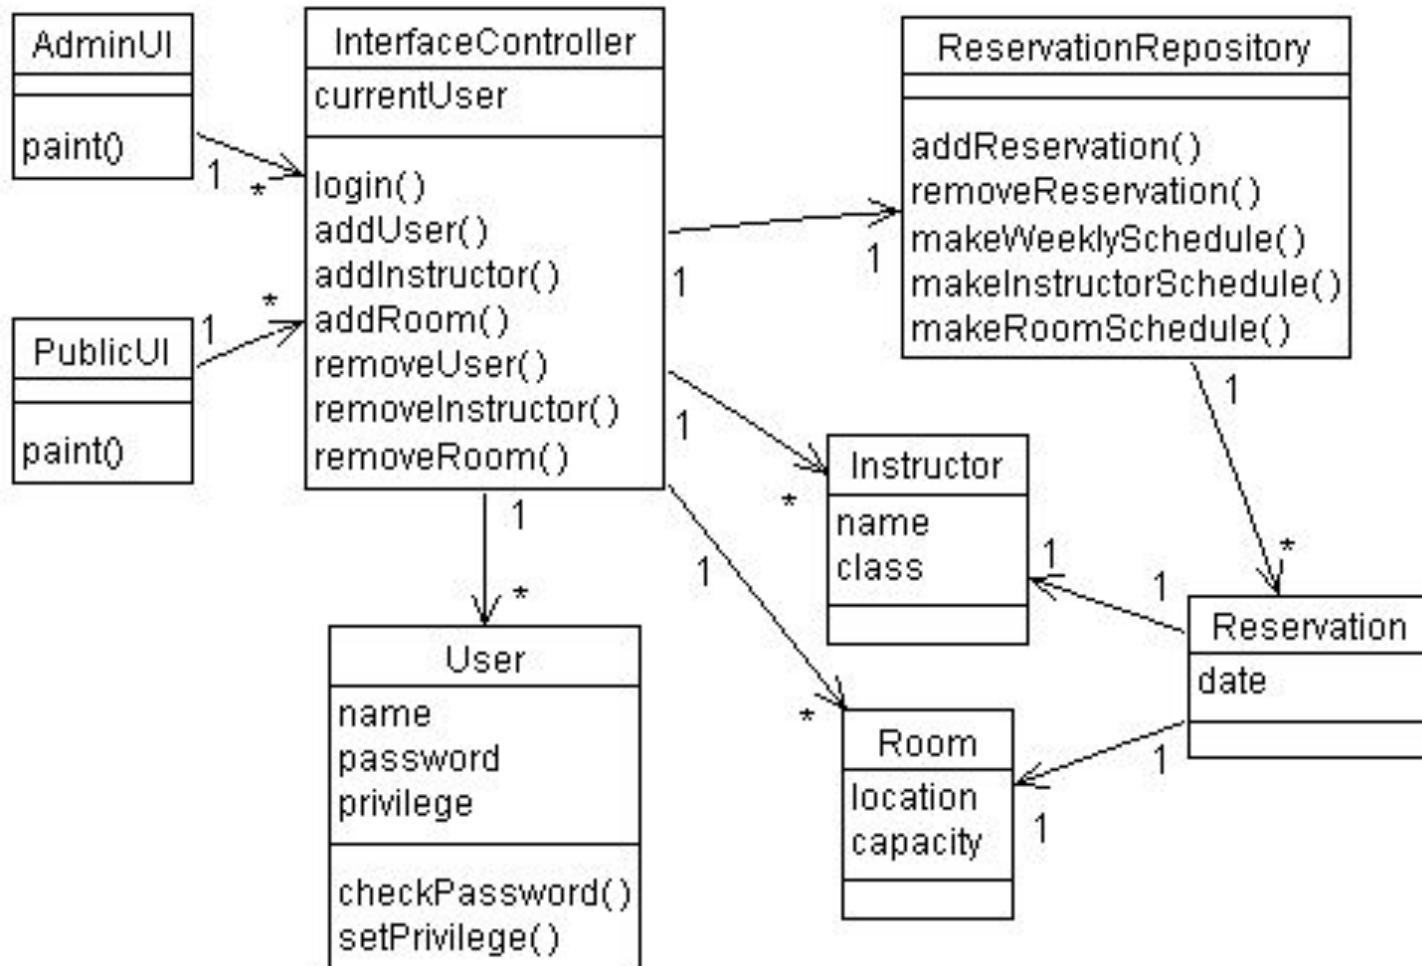 AdminUI
paint()
1
*
PublicUI
paint()
1
*
InterfaceController
currentUser
login()
addUser()
addInstructor()
addRoom()
removeUser()
removeInstructor()
removeRoom()
1
1
ReservationRepository
addReservation()
removeReservation()
makeWeeklySchedule()
makeInstructorSchedule()
makeRoomSchedule()
1
*
1
*
1
*
1
*
User
name
password
privilege
checkPassword()
setPrivilege()
Instructor
name
class
1
1
Room
location
capacity
1
1
Reservation
date